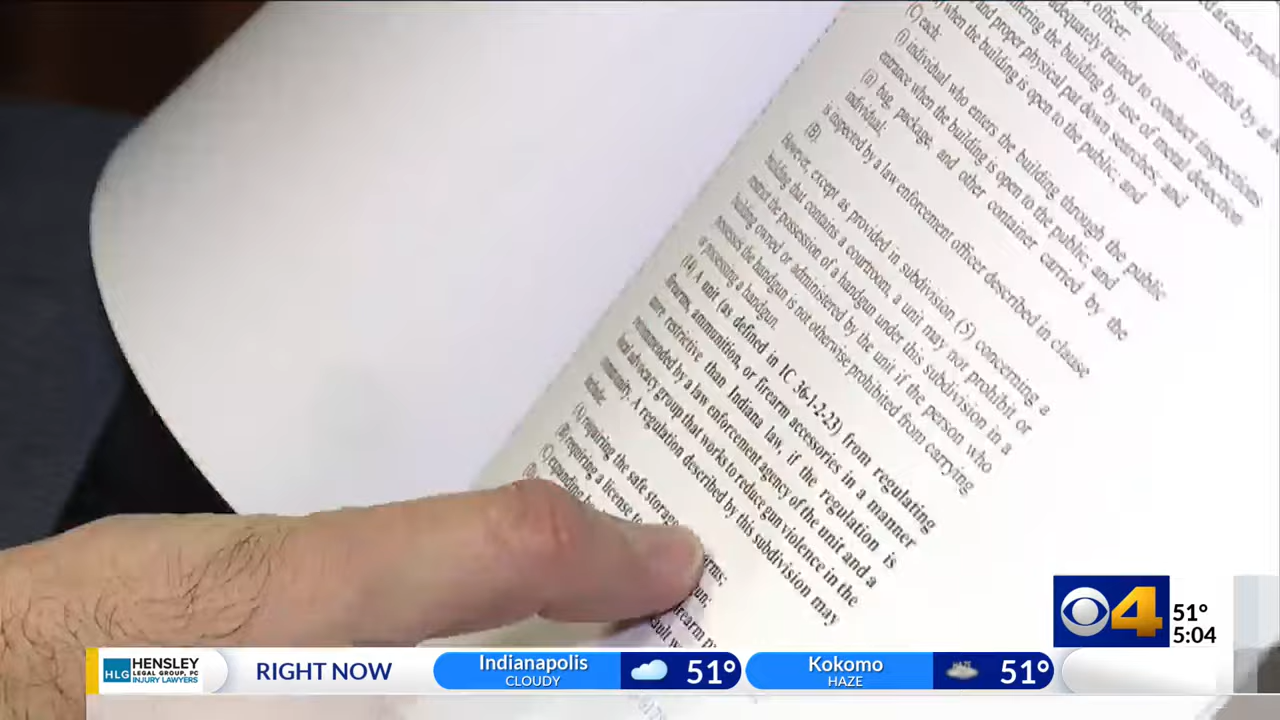 the building is staffed by at l
officer.
adequately trained to conduct inspections
entering the building by use of metal detection
and proper physical pat down searches; and
when the building is open to the public; and
(C) each:
(i) individual who enters the building through the public
entrance when the building is open to the public; and
(ii) bag, package, and other container carried by the
individual;
is inspected by a law enforcement officer described in clause
(B).
However, except as provided in subdivision (5) concerning a
building that contains a courtroom, a unit may not prohibit or
restrict the possession of a handgun under this subdivision in a
building owned or administered by the unit if the person who
possesses the handgun is not otherwise prohibited from carrying
or possessing a handgun.
(14) A unit (as defined in IC 36-1-2-23) from regulating
firearms, ammunition, or firearm accessories in a manner
more restrictive than Indiana law, if the regulation is
recommended by a law enforcement agency of the unit and a
local advocacy group that works to reduce gun violence in the
community. A regulation described by this subdivision may
include:
(A) requiring the safe storage arms;
(B) requiring a license to un;
(C) expanding irearm p
(D) ault w
CBS 4
51°
5:04
HLG HENSLEY
LEGAL GROUP, PC
INJURY LAWYERS
RIGHT NOW
Indianapolis
CLOUDY
51°
Kokomo
HAZE
51°